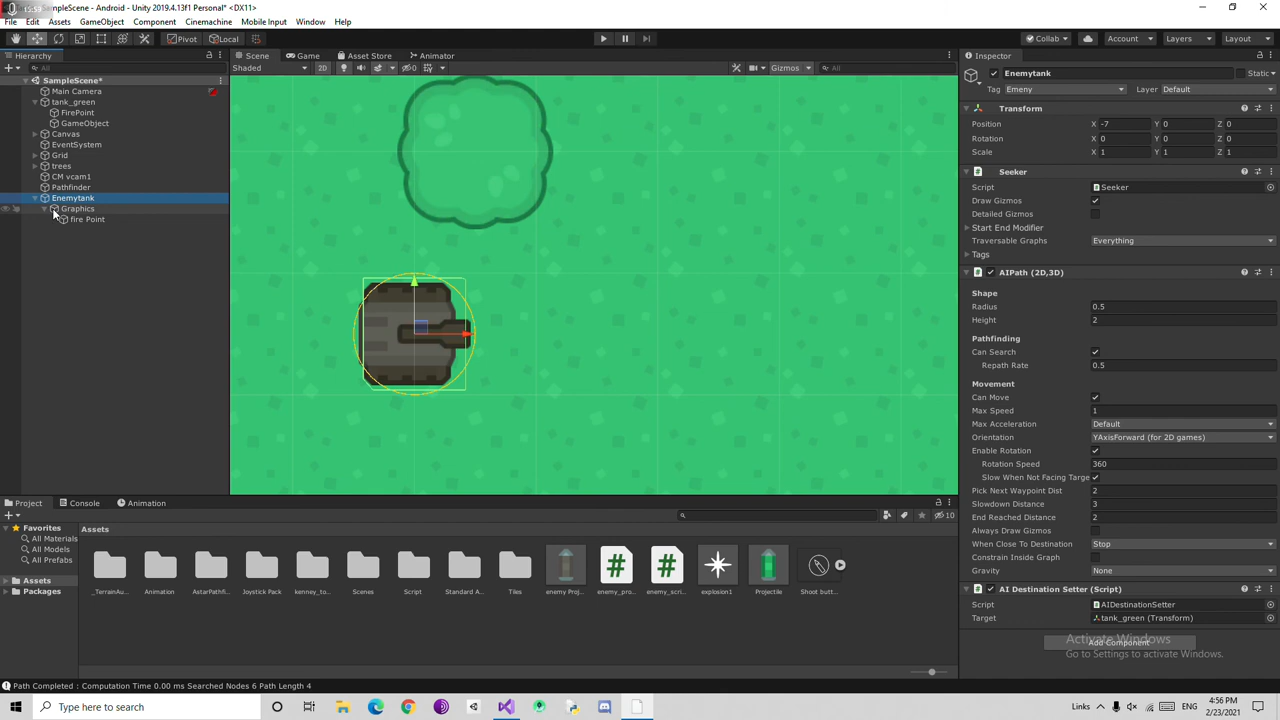 SampleScene - Android - Unity 2019.4.13f1 Personal* <DX11>
File Edit Assets GameObject Component Cinemachine Mobile Input Window Help
Pivot Local Collab Account Layers Layout
Hierarchy Scene Game Asset Store Animator Inspector
All Shaded 2D 0 Gizmos All
SampleScene*
Main Camera
tank_green
FirePoint
GameObject
Canvas
EventSystem
Grid
trees
CM vcam1
Pathfinder
Enemytank
Graphics
fire Point
Enemytank Static
Tag Emeny Layer Default
Transform
Position X -7 Y 0 Z 0
Rotation X 0 Y 0 Z 0
Scale X 1 Y 1 Z 1
Seeker
Script Seeker
Draw Gizmos
Detailed Gizmos
Start End Modifier
Traversable Graphs Everything
Tags
AIPath (2D,3D)
Shape
Radius 0.5
Height 2
Pathfinding
Can Search
Repath Rate 0.5
Movement
Can Move
Max Speed 1
Max Acceleration Default
Orientation YAxisForward (for 2D games)
Enable Rotation
Rotation Speed 360
Slow When Not Facing Targe
Pick Next Waypoint Dist 2
Slowdown Distance 3
End Reached Distance 2
Always Draw Gizmos
When Close To Destination Stop
Constrain Inside Graph
Gravity None
AI Destination Setter (Script)
Script AIDestinationSetter
Target tank_green (Transform)
Add Component
Activate Windows
Go to Settings to activate Windows.
Project Console Animation
10
Favorites
All Materials
All Models
All Prefabs
Assets
Packages
Assets
_TerrainAu... Animation AstarPathfi... Joystick Pack kenney_to... Scenes Script Standard A... Tiles enemy Proj... enemy_pro... enemy_scri... explosion1 Projectile Shoot butt...
Path Completed : Computation Time 0.00 ms Searched Nodes 6 Path Length 4
Type here to search
Links
4:56 PM
2/23/2021